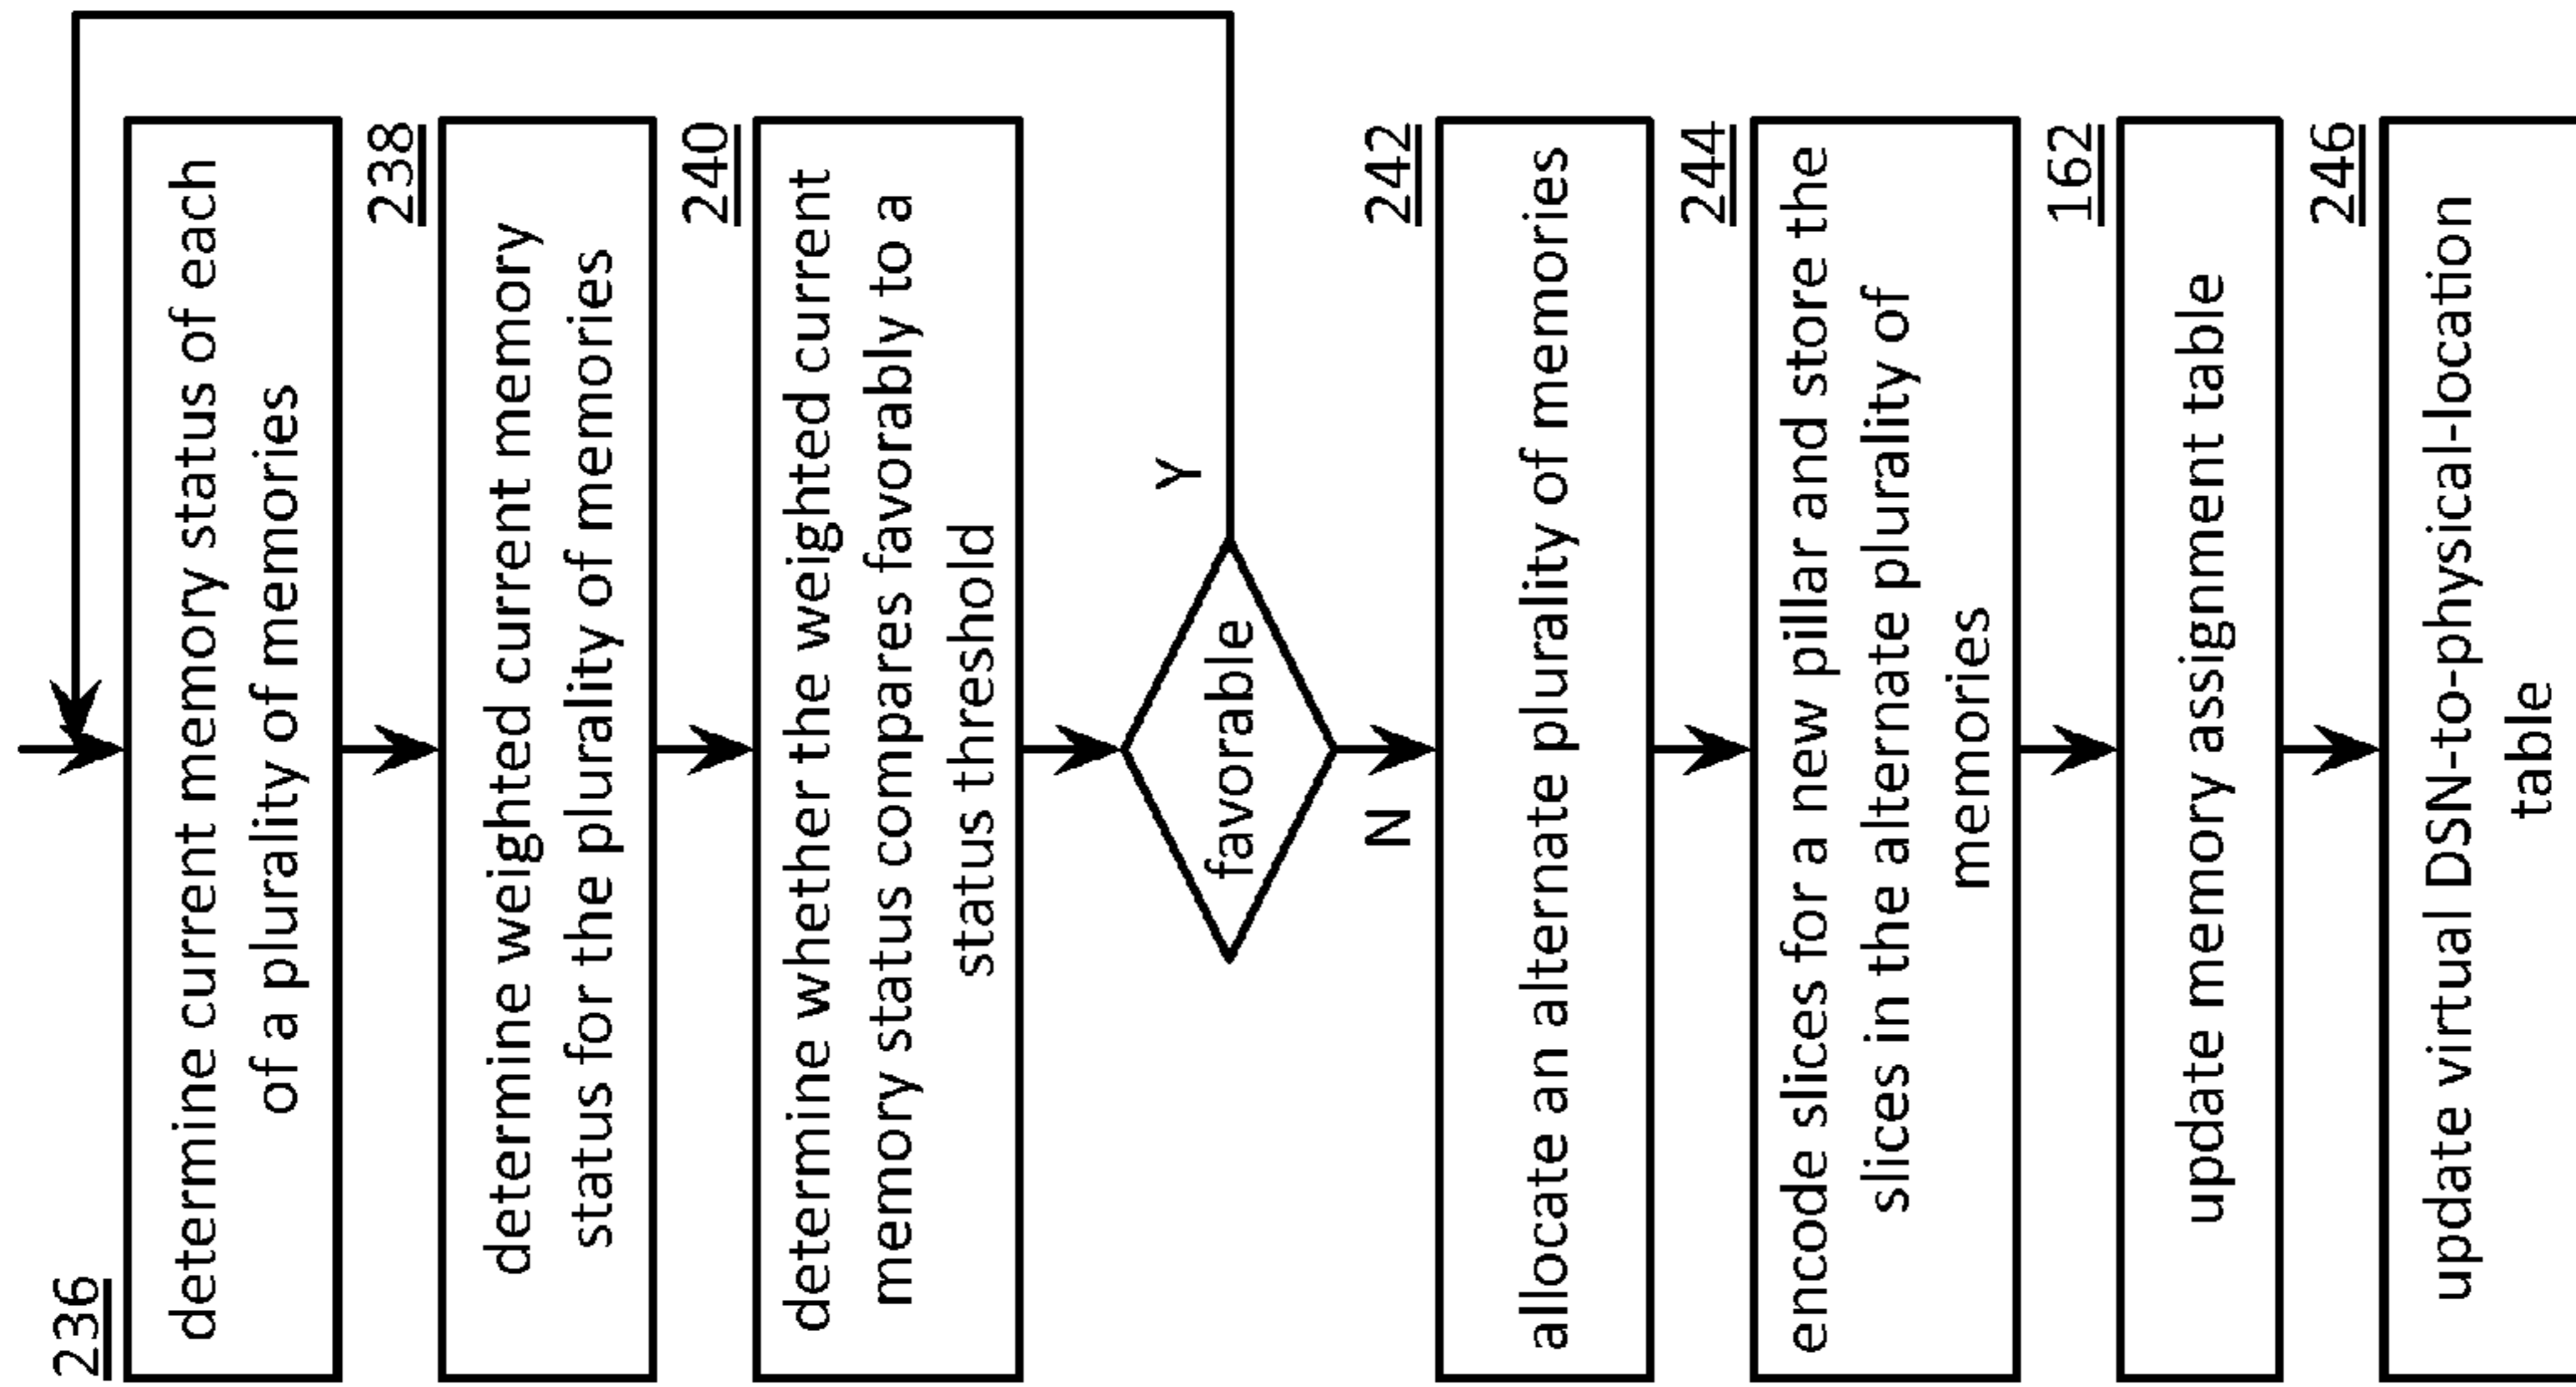 236
determine current memory status of each
of a plurality of memories
238
determine weighted current memory
status for the plurality of memories
240
determine whether the weighted current
memory status compares favorably to a
status threshold
favorable
Y
N
242
allocate an alternate plurality of memories
244
encode slices for a new pillar and store the
slices in the alternate plurality of
memories
162
update memory assignment table
246
update virtual DSN-to-physical-location
table